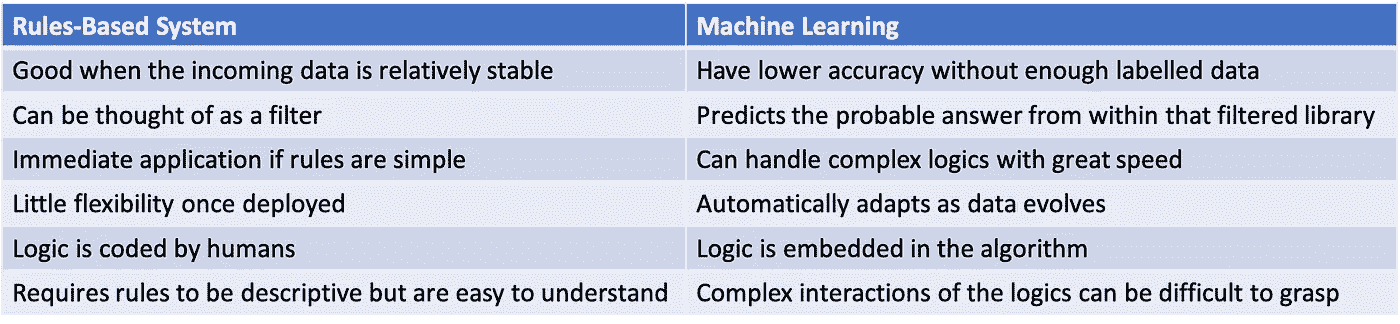 Rules-Based System
Machine Learning
Good when the incoming data is relatively stable
Have lower accuracy without enough labelled data
Can be thought of as a filter
Predicts the probable answer from within that filtered library
Immediate application if rules are simple
Can handle complex logics with great speed
Little flexibility once deployed
Automatically adapts as data evolves
Logic is coded by humans
Logic is embedded in the algorithm
Requires rules to be descriptive but are easy to understand
Complex interactions of the logics can be difficult to grasp